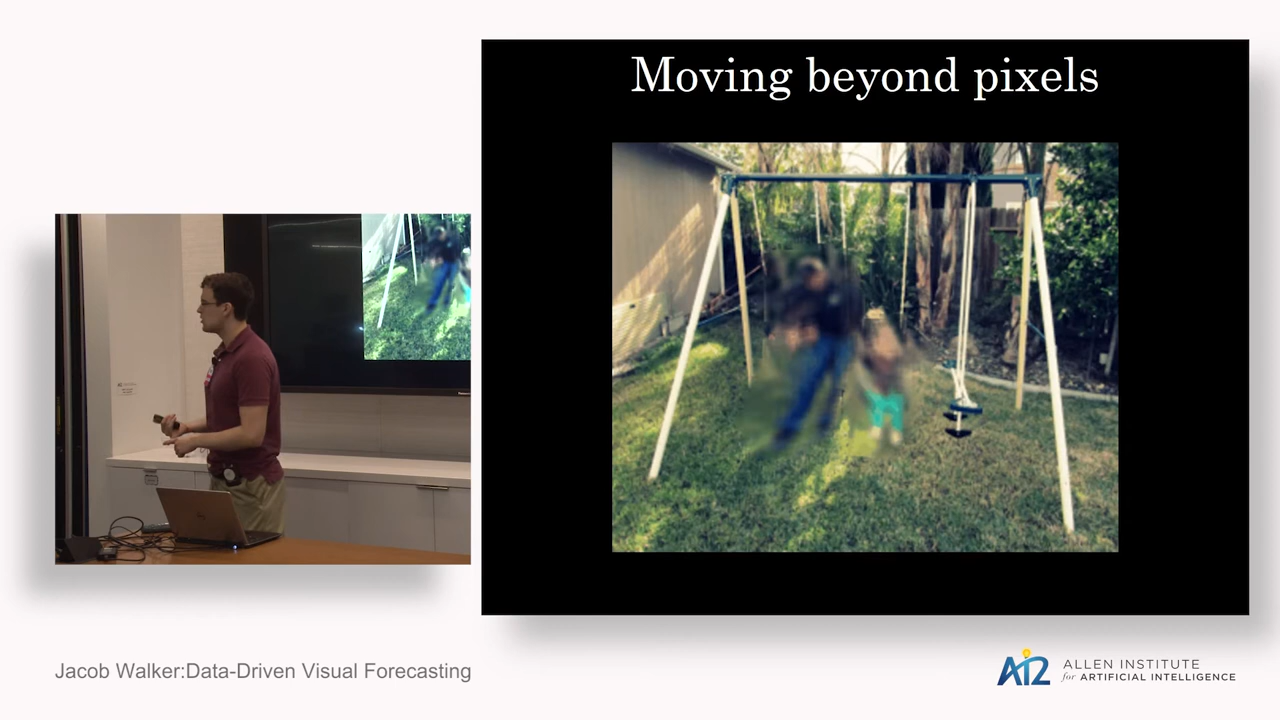 Moving beyond pixels
Jacob Walker:Data-Driven Visual Forecasting
AI2
ALLEN INSTITUTE
for ARTIFICIAL INTELLIGENCE